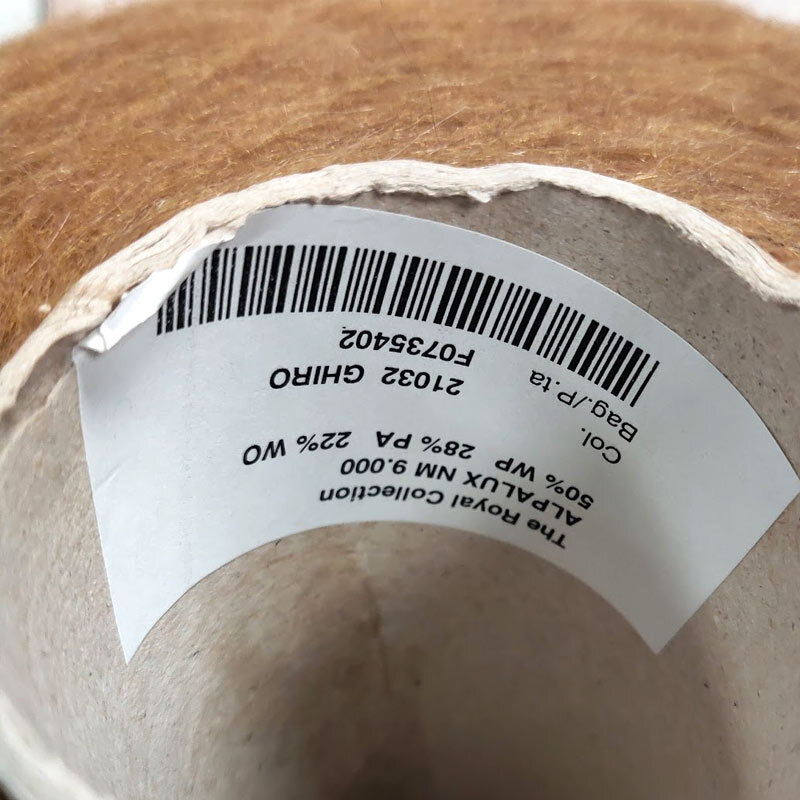 The Royal Collection
ALPALUX NM 9.000
50% WP 28% PA 22% WO
Col. 21032 GHIRO
Bag./P.ta F0735402